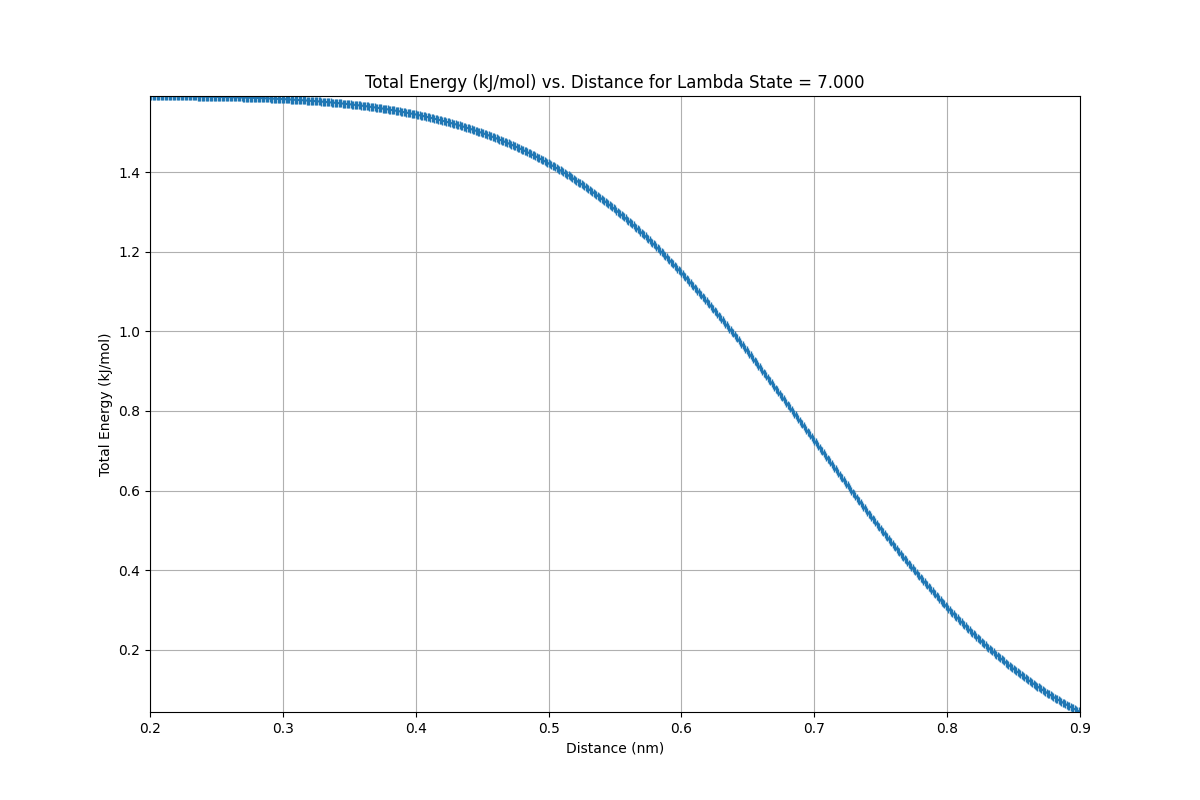 Total Energy (kJ/mol) vs. Distance for Lambda State = 7.000
1.4
1.2
1.0
0.8
0.6
0.4
0.2
Total Energy (kJ/mol)
0.2 0.3 0.4 0.5 0.6 0.7 0.8 0.9
Distance (nm)